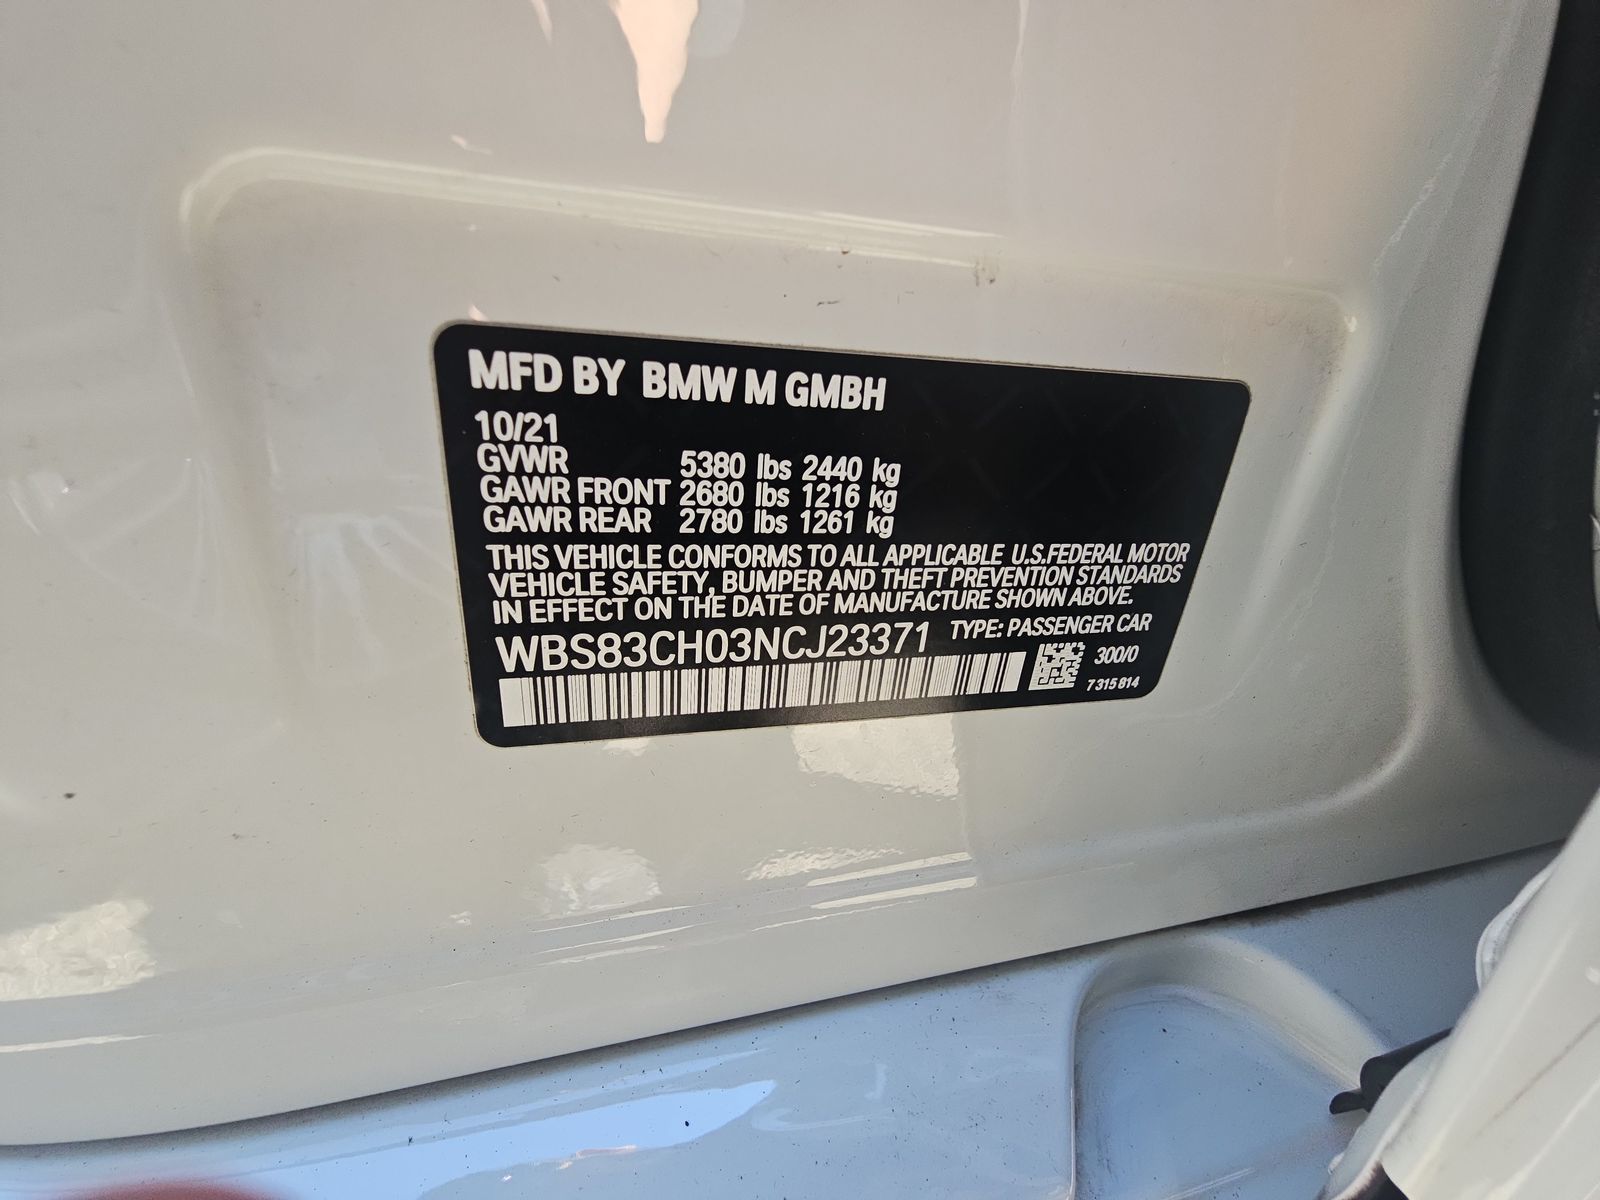 MFD BY BMW M GMBH
10/21
GVWR 5380 lbs 2440 kg
GAWR FRONT 2680 lbs 1216 kg
GAWR REAR 2780 lbs 1261 kg
THIS VEHICLE CONFORMS TO ALL APPLICABLE U.S.FEDERAL MOTOR
VEHICLE SAFETY, BUMPER AND THEFT PREVENTION STANDARDS
IN EFFECT ON THE DATE OF MANUFACTURE SHOWN ABOVE.
WBS83CH03NCJ23371 TYPE: PASSENGER CAR
300/0
7 315 814